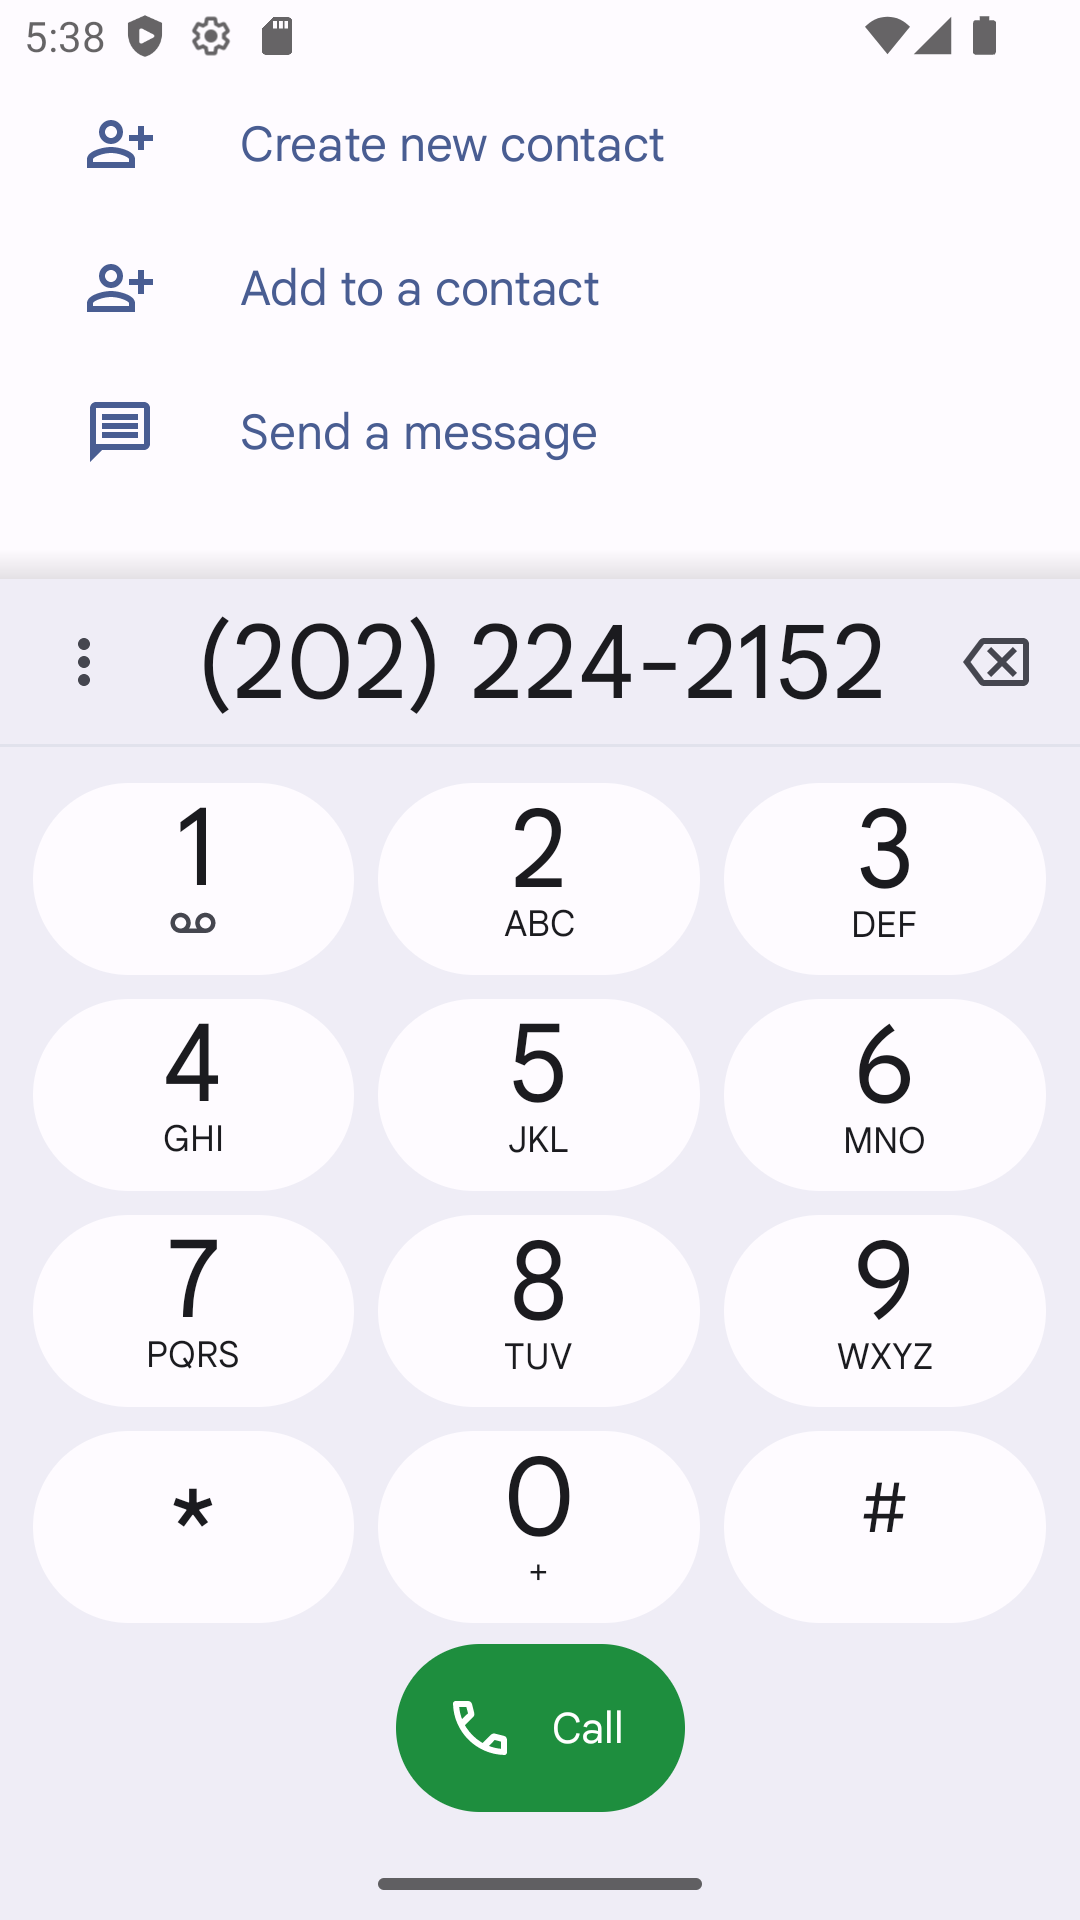 5:38
Create new contact
Add to a contact
Send a message
(202) 224-2152
1
2
ABC
3
DEF
4
GHI
5
JKL
6
MNO
7
PQRS
8
TUV
9
WXYZ
*
0
+
#
Call